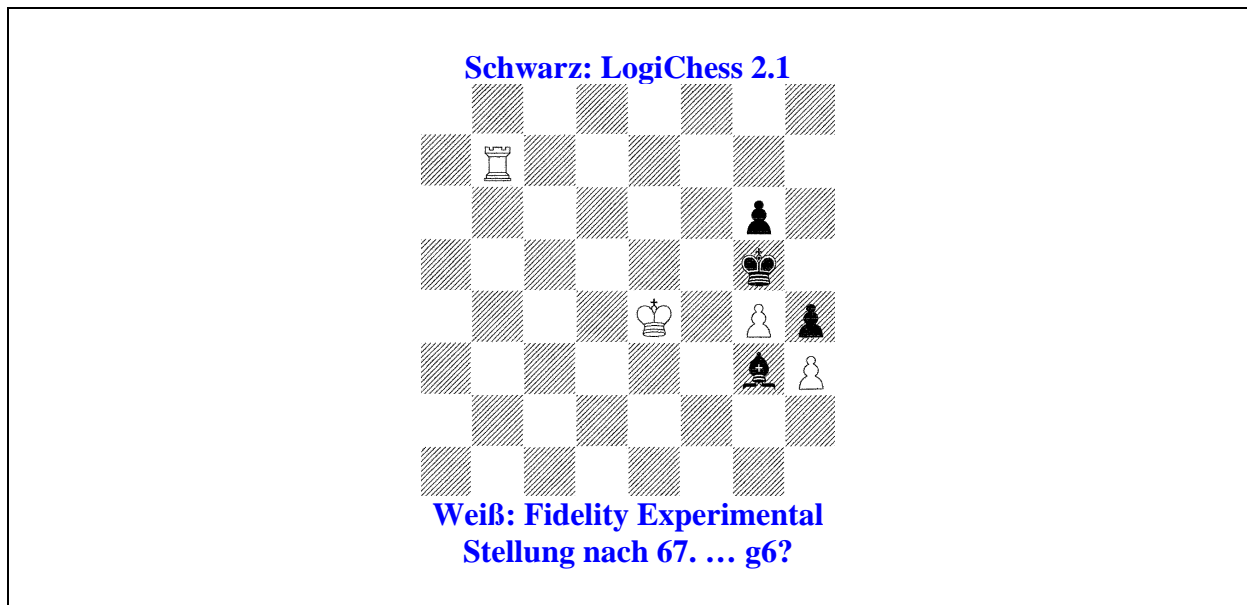 Schwarz: LogiChess 2.1
Weiß: Fidelity Experimental
Stellung nach 67. … g6?